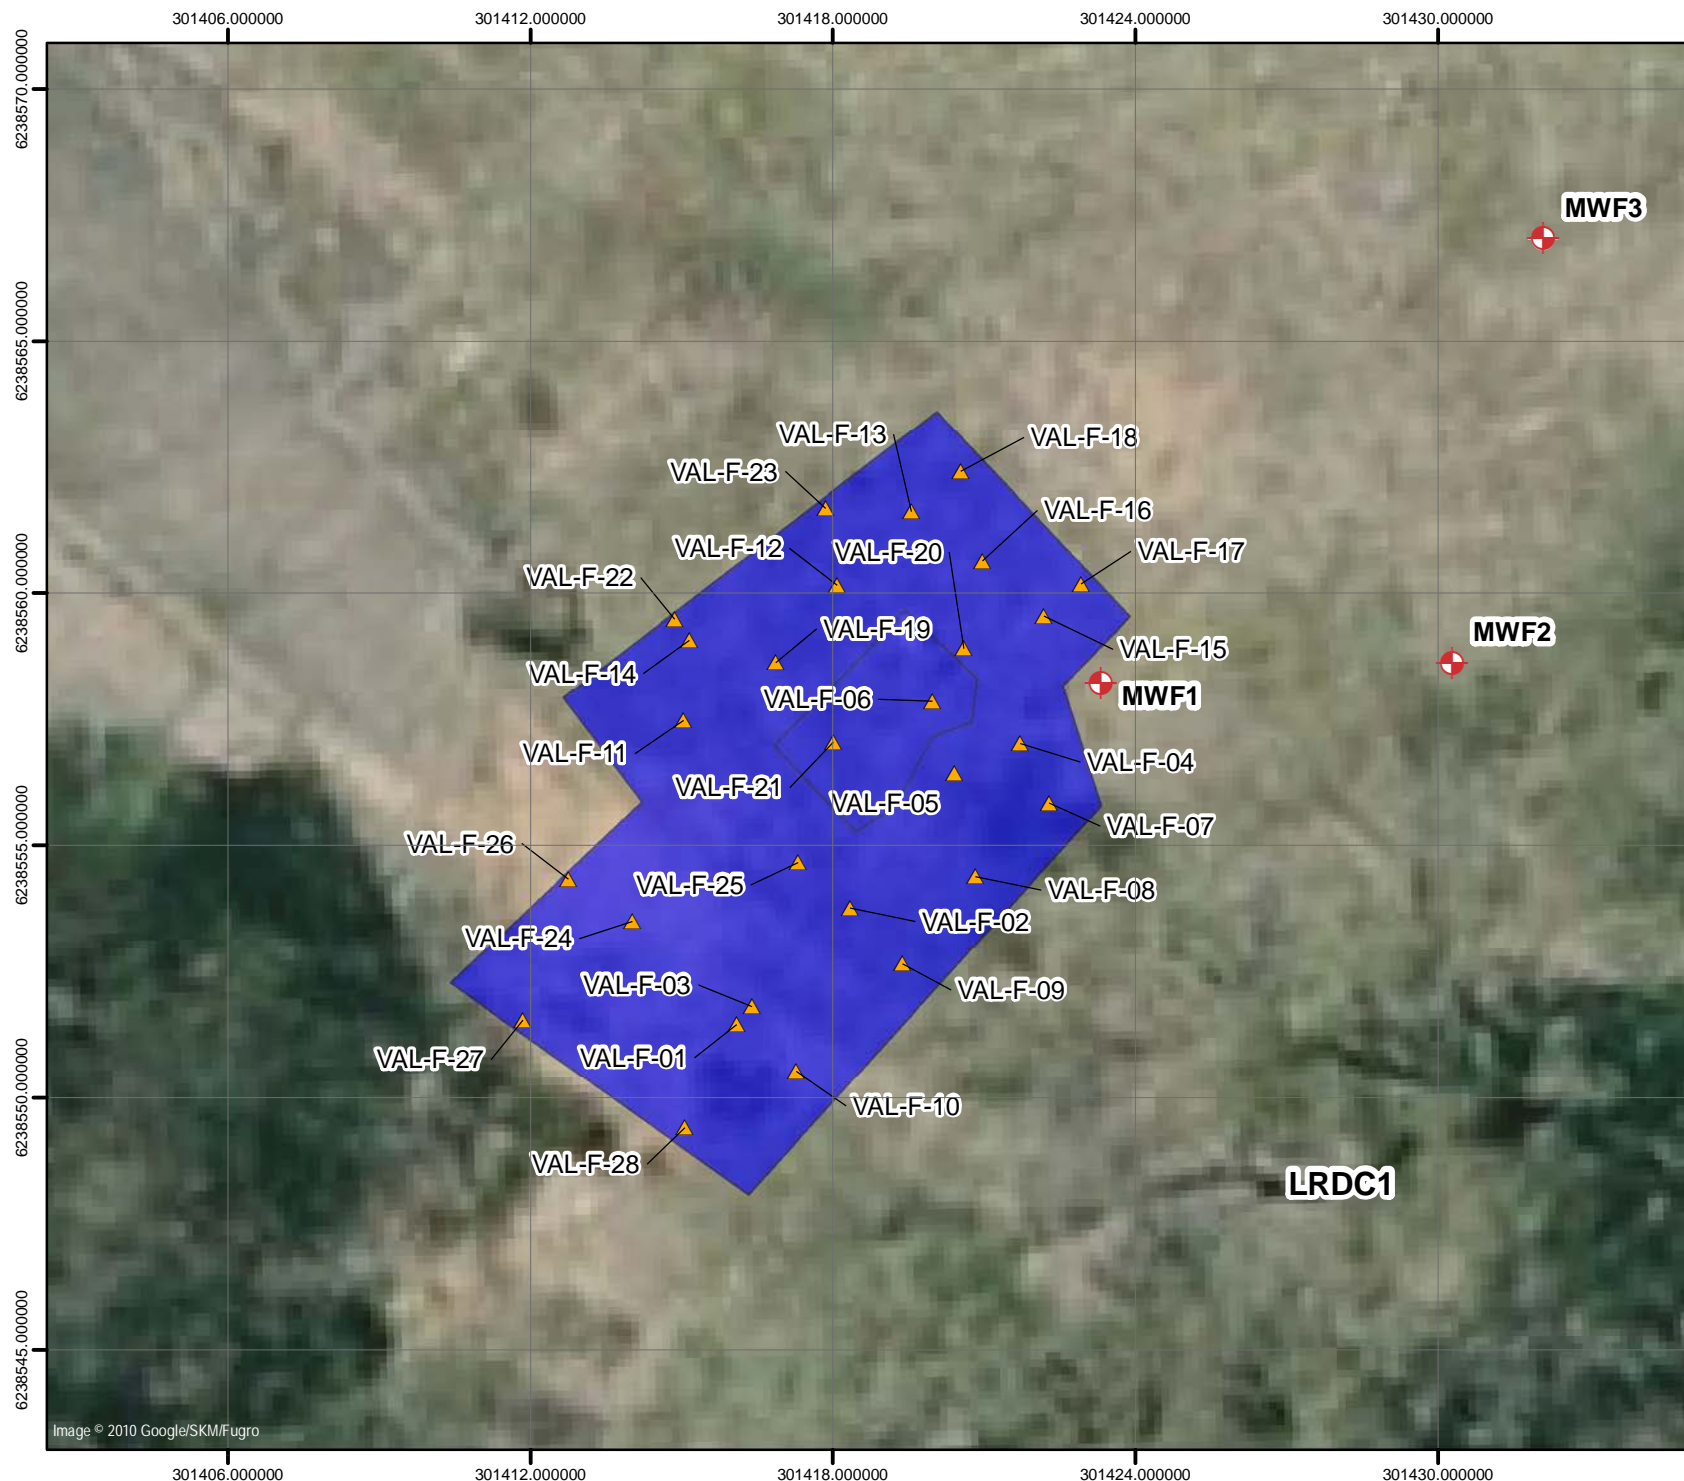 301406.000000 301412.000000 301418.000000 301424.000000 301430.000000
6238570.000000
6238565.000000
6238560.000000
6238555.000000
6238550.000000
6238545.000000
MWF3
VAL-F-13
VAL-F-18
VAL-F-23
VAL-F-16
VAL-F-12
VAL-F-20
VAL-F-17
VAL-F-22
VAL-F-19
MWF2
VAL-F-15
VAL-F-14
VAL-F-06
MWF1
VAL-F-11
VAL-F-04
VAL-F-21
VAL-F-05
VAL-F-07
VAL-F-26
VAL-F-25
VAL-F-08
VAL-F-02
VAL-F-24
VAL-F-03
VAL-F-09
VAL-F-27
VAL-F-01
VAL-F-10
VAL-F-28
LRDC1
Image © 2010 Google/SKM/Fugro
301406.000000 301412.000000 301418.000000 301424.000000 301430.000000